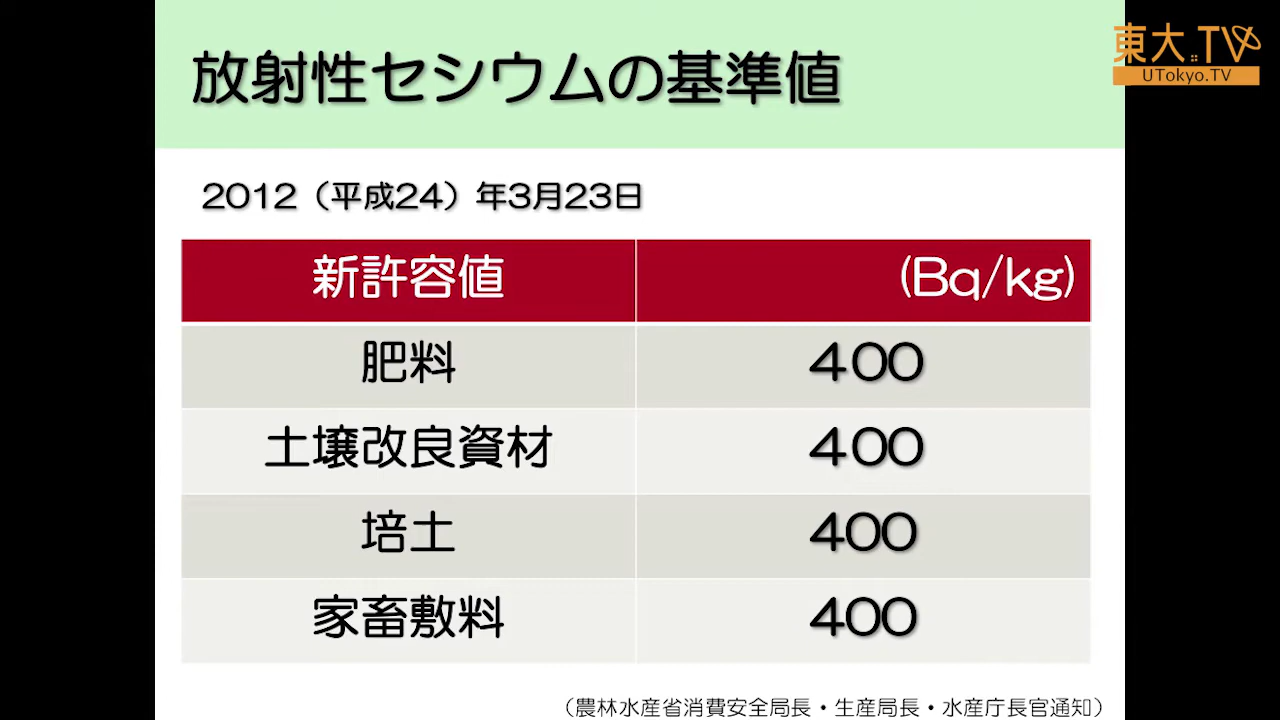 放射性セシウムの基準値
東大.TV
UTokyo.TV
2012（平成24）年3月23日
新許容値 (Bq/kg)
肥料 400
土壌改良資材 400
培土 400
家畜敷料 400
（農林水産省消費安全局長・生産局長・水産庁長官通知）